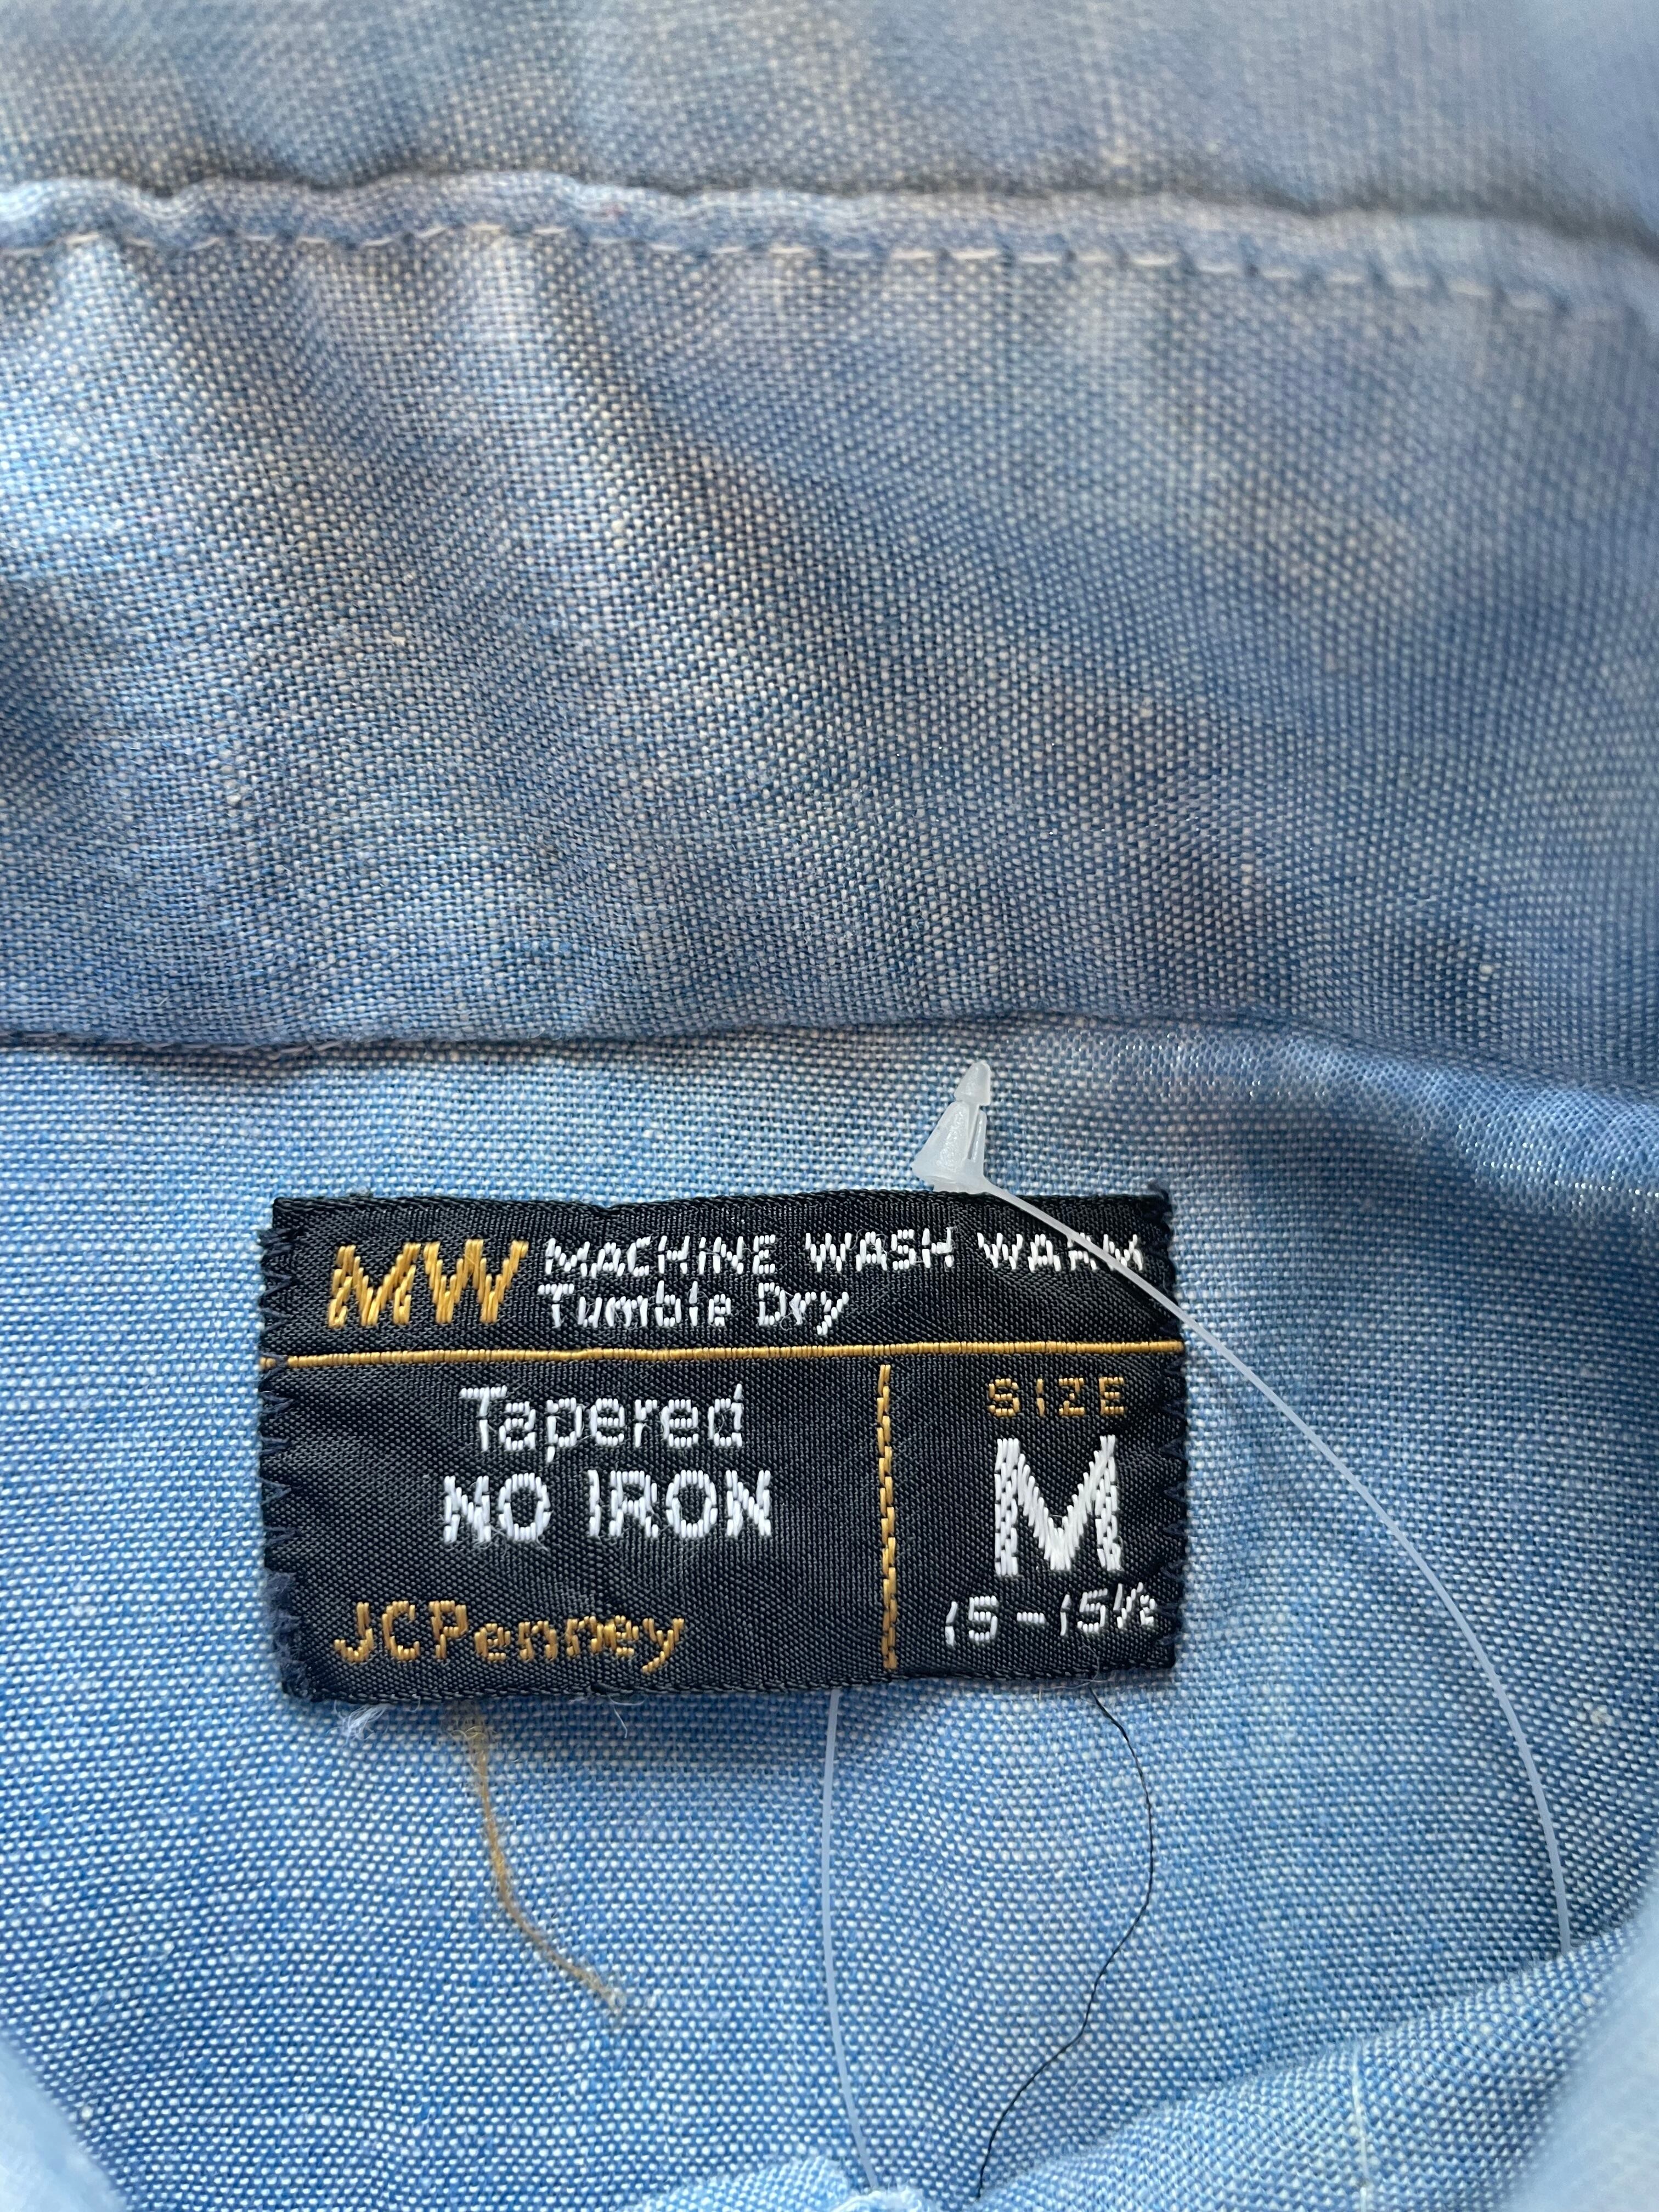 MW MACHINE WASH WARM
Tumble Dry
Tapered
NO IRON
JCPenney
SIZE
M
15-15½